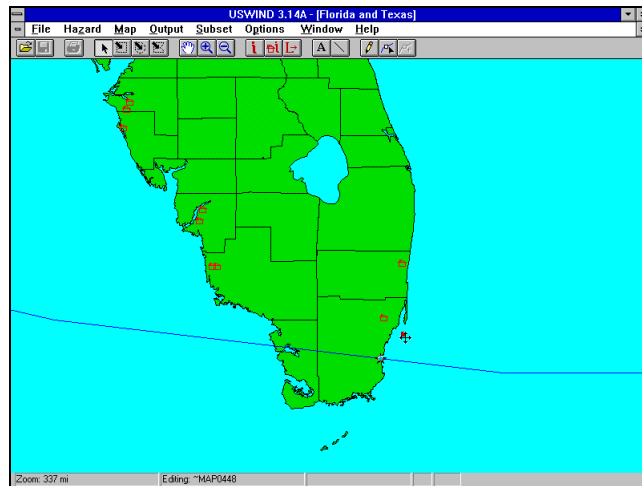 USWIND 3.14A - [Florida and Texas]
File Hazard Map Output Subset Options Window Help
A
Zoom: 337 mi Editing: ~MAP0448